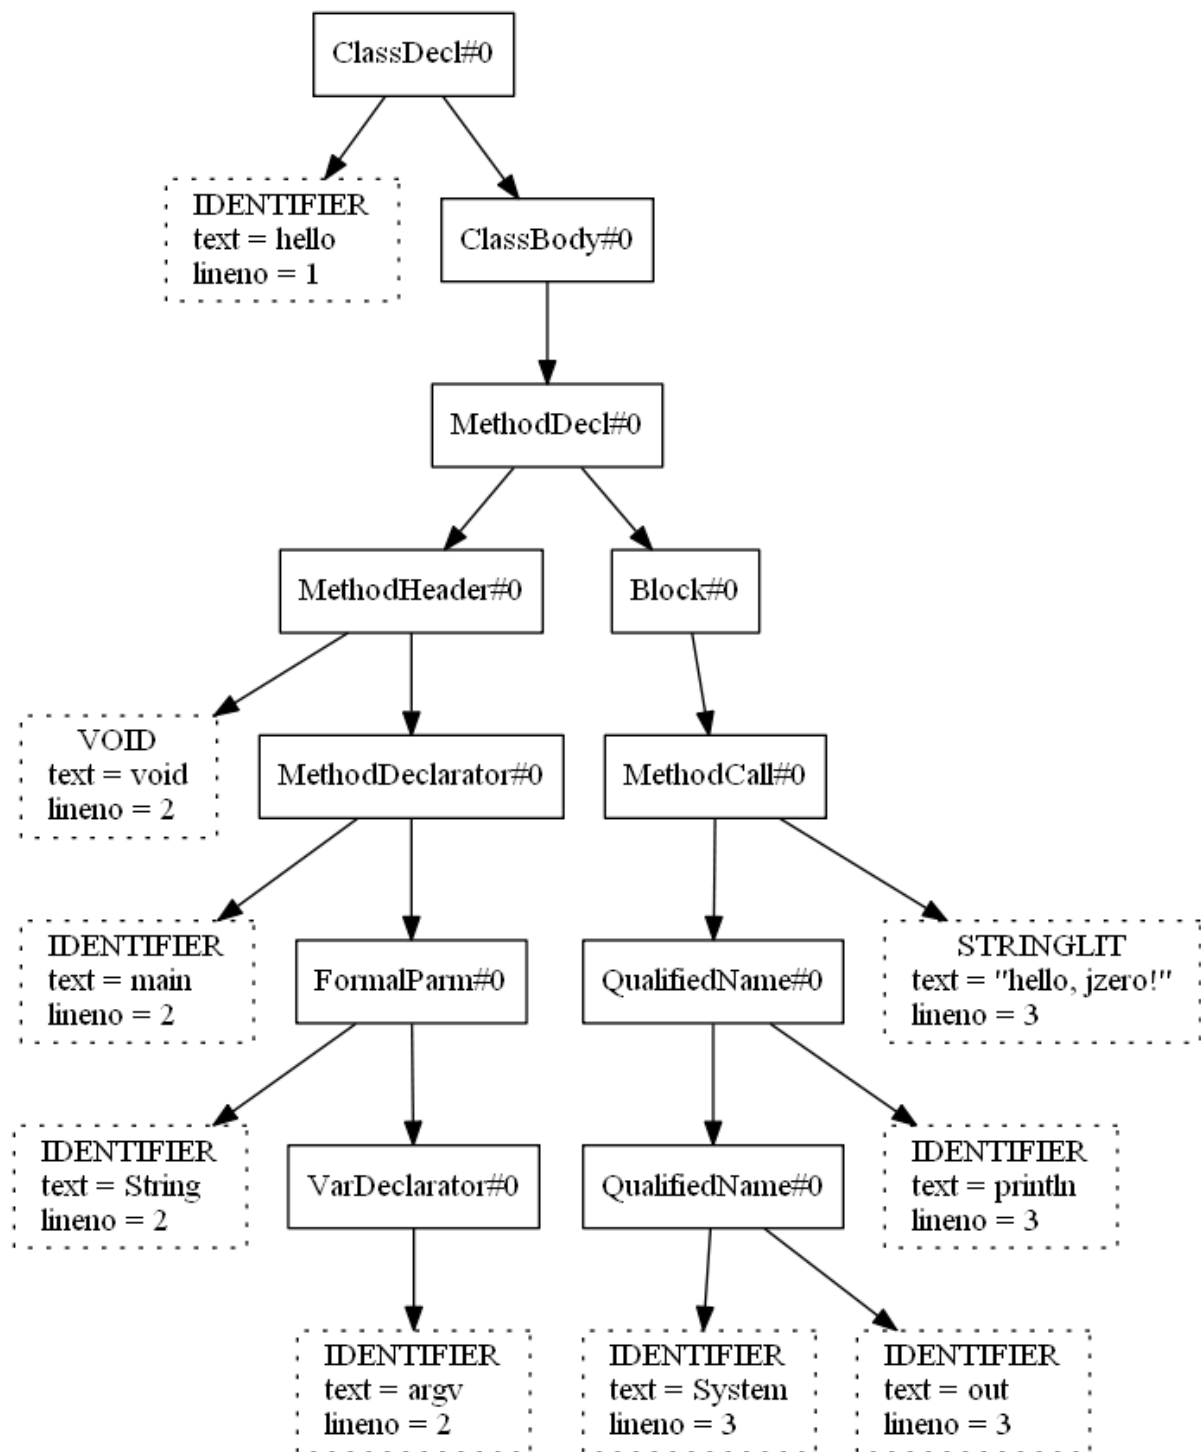 ClassDecl#0
IDENTIFIER
text = hello
lineno = 1
ClassBody#0
MethodDecl#0
MethodHeader#0
Block#0
VOID
text = void
lineno = 2
MethodDeclarator#0
MethodCall#0
IDENTIFIER
text = main
lineno = 2
FormalParm#0
QualifiedName#0
STRINGLIT
text = "hello, jzero!"
lineno = 3
IDENTIFIER
text = String
lineno = 2
VarDeclarator#0
QualifiedName#0
IDENTIFIER
text = println
lineno = 3
IDENTIFIER
text = argv
lineno = 2
IDENTIFIER
text = System
lineno = 3
IDENTIFIER
text = out
lineno = 3